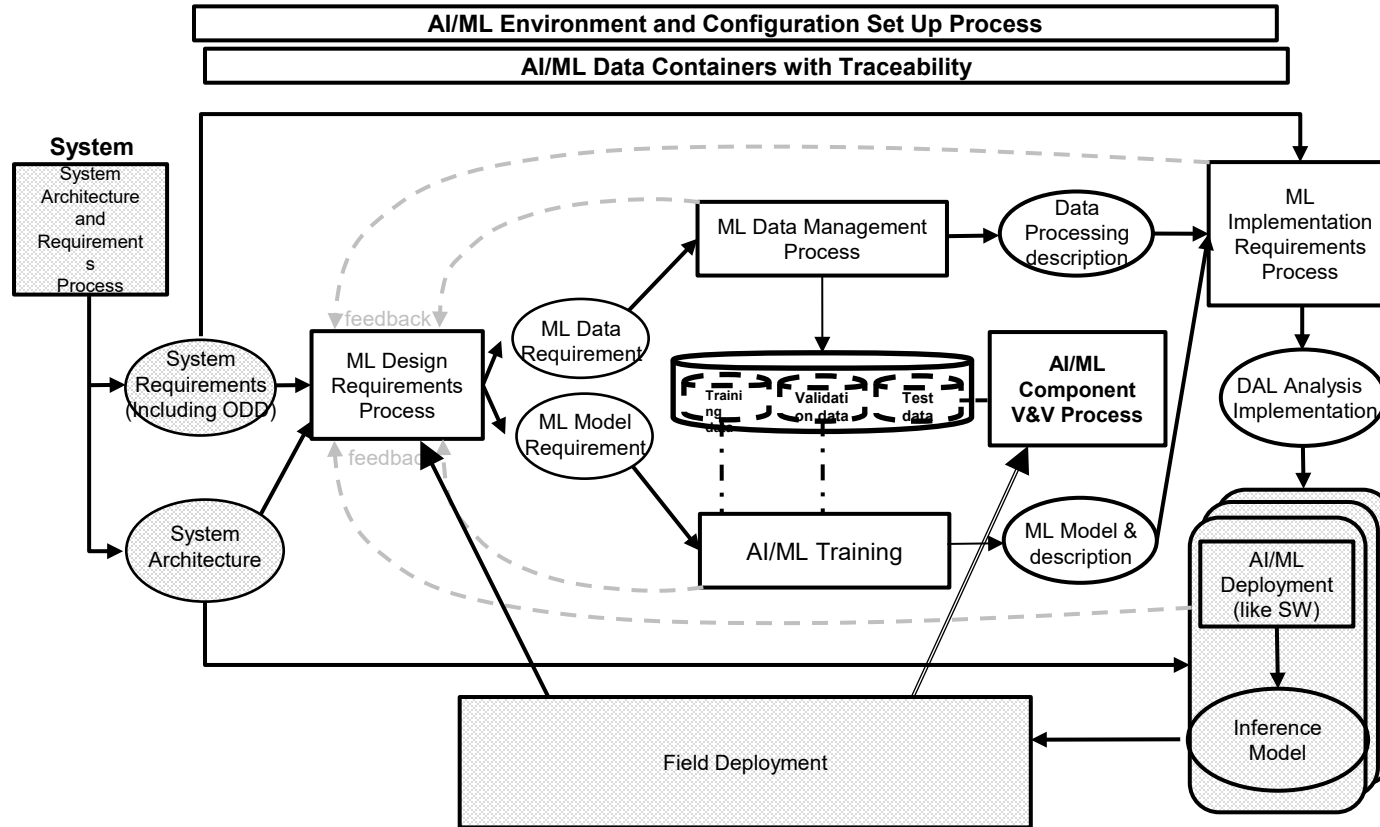 AI/ML Environment and Configuration Set Up Process
AI/ML Data Containers with Traceability
System
System
Architecture
and
Requirement
s
Process
System
Requirements
(Including ODD)
System
Architecture
feedback
ML Design
Requirements
Process
feedback
ML Data
Requirement
ML Model
Requirement
ML Data Management
Process
Data
Processing
description
ML
Implementation
Requirements
Process
Traini
ng
data
Validati
on data
Test
data
AI/ML
Component
V&V Process
DAL Analysis
Implementation
AI/ML Training
ML Model &
description
AI/ML
Deployment
(like SW)
Inference
Model
Field Deployment